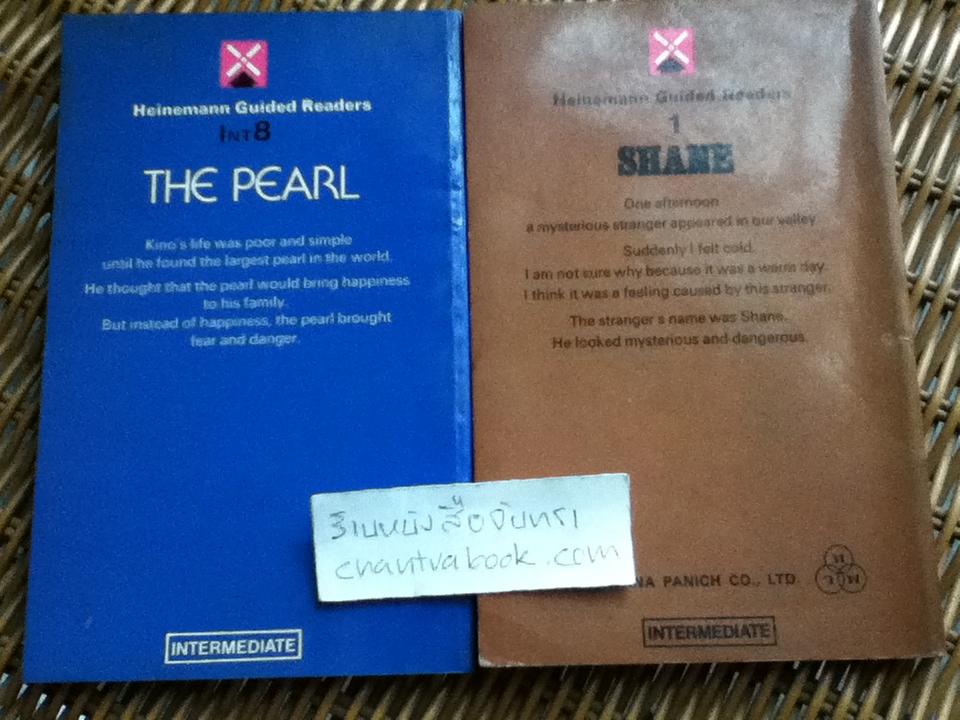 Heinemann Guided Readers
INT8
THE PEARL
Kino's life was poor and simple
until he found the largest pearl in the world.
He thought that the pearl would bring happiness
to his family.
But instead of happiness, the pearl brought
fear and danger.
INTERMEDIATE
Heinemann Guided Readers
1
SHANE
One afternoon
a mysterious stranger appeared in our valley.
Suddenly I felt cold.
I am not sure why because it was a warm day.
I think it was a feeling caused by this stranger.
The stranger's name was Shane.
He looked mysterious and dangerous.
NA PANICH CO., LTD.
ท
ว พ
INTERMEDIATE
ร้านหนังสือจันทรา
chantrabook.com